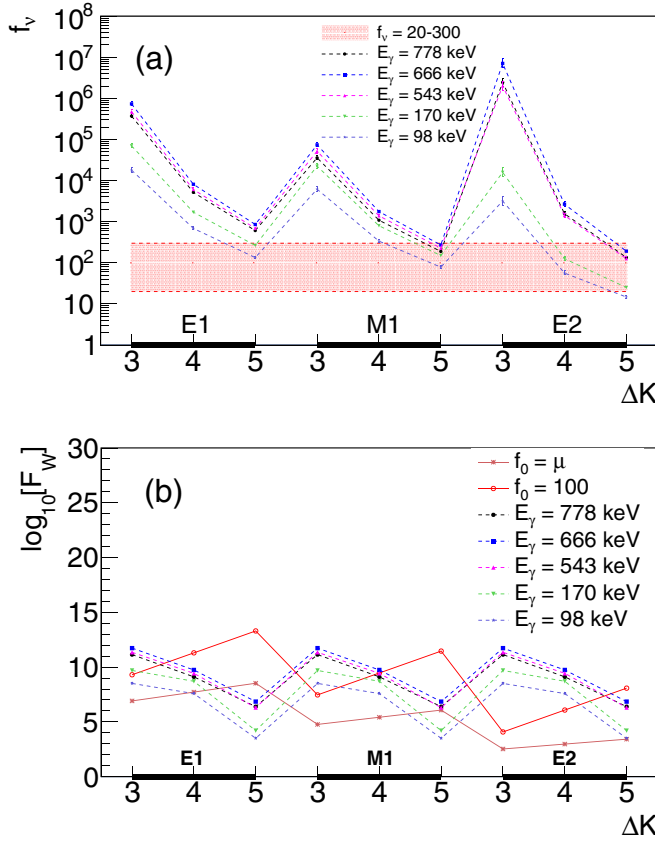 f_ν
10^8
10^7
10^6
10^5
10^4
10^3
10^2
10
1
(a)
f_ν = 20-300
E_γ = 778 keV
E_γ = 666 keV
E_γ = 543 keV
E_γ = 170 keV
E_γ = 98 keV
E1 M1 E2
3 4 5 3 4 5 3 4 5
ΔK
log_10[F_W]
30
25
20
15
10
5
0
(b)
f_0 = μ
f_0 = 100
E_γ = 778 keV
E_γ = 666 keV
E_γ = 543 keV
E_γ = 170 keV
E_γ = 98 keV
E1 M1 E2
3 4 5 3 4 5 3 4 5
ΔK